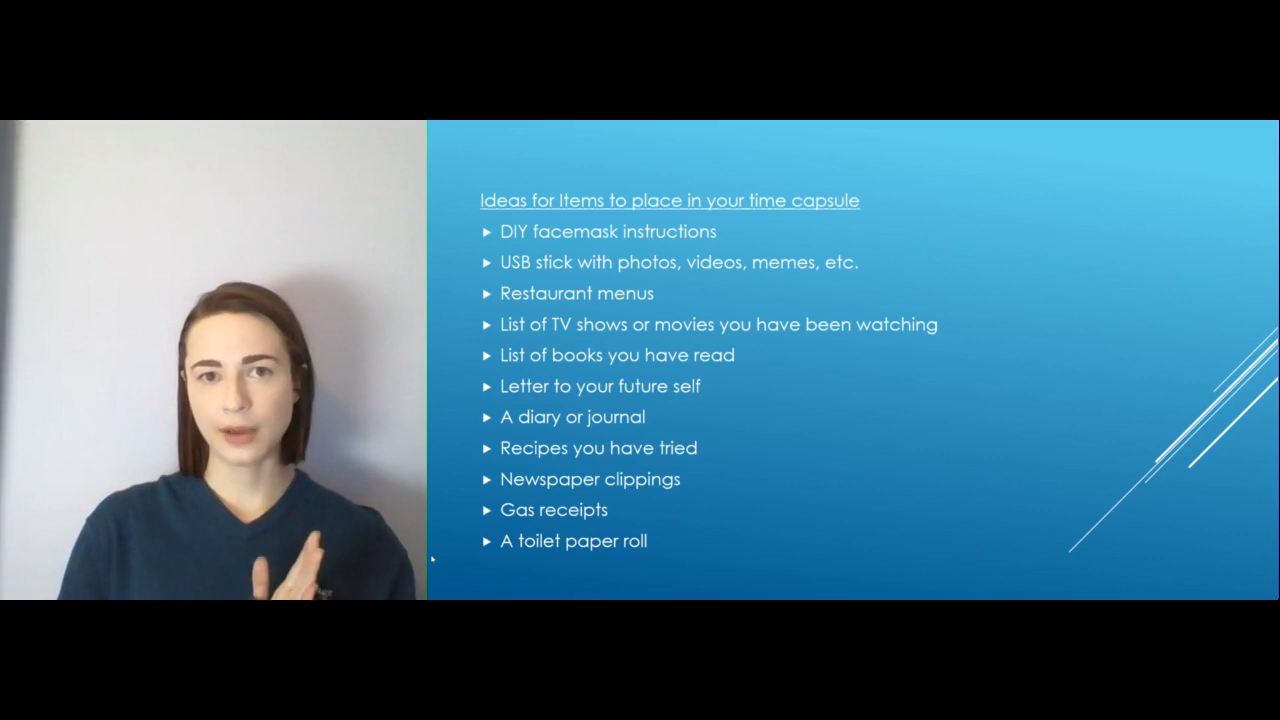 Ideas for Items to place in your time capsule
DIY facemask instructions
USB stick with photos, videos, memes, etc.
Restaurant menus
List of TV shows or movies you have been watching
List of books you have read
Letter to your future self
A diary or journal
Recipes you have tried
Newspaper clippings
Gas receipts
A toilet paper roll